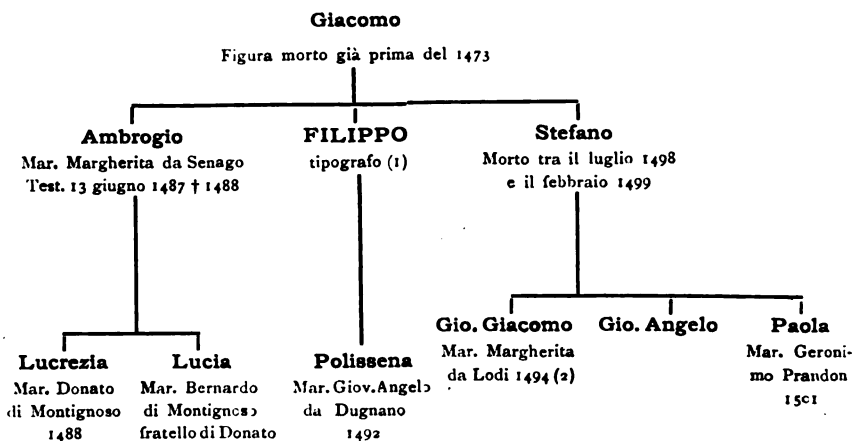 Giacomo
Figura morto già prima del 1473
Ambrogio
Mar. Margherita da Senago
Test. 13 giugno 1487 † 1488
FILIPPO
tipografo (1)
Stefano
Morto tra il luglio 1498
e il febbraio 1499
Lucrezia
Mar. Donato
di Montignoso
1488
Lucia
Mar. Bernardo
di Montignoso
fratello di Donato
Polissena
Mar. Giov. Angelo
da Dugnano
1492
Gio. Giacomo
Mar. Margherita
da Lodi 1494 (2)
Gio. Angelo
Paola
Mar. Geroni-
mo Prandon
1501